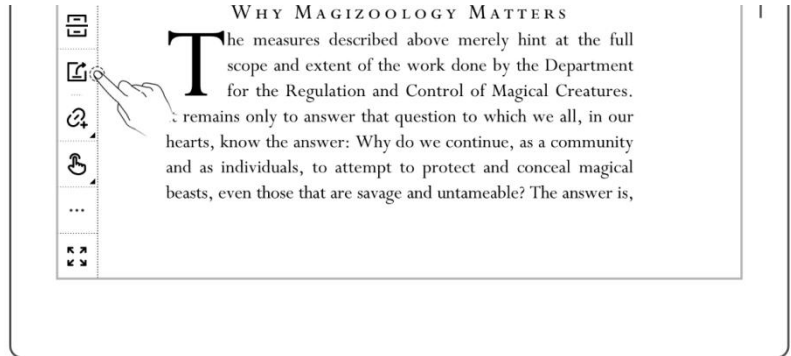 WHY MAGIZOOLOGY MATTERS
The measures described above merely hint at the full
scope and extent of the work done by the Department
for the Regulation and Control of Magical Creatures.
t remains only to answer that question to which we all, in our
hearts, know the answer: Why do we continue, as a community
and as individuals, to attempt to protect and conceal magical
beasts, even those that are savage and untameable? The answer is,